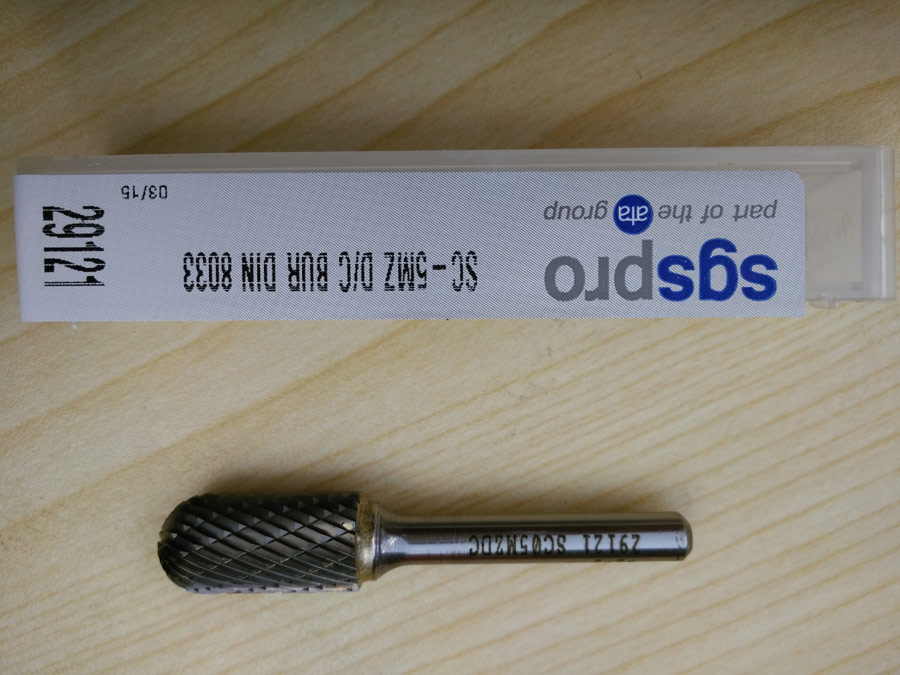 sgspro
part of the ata group
SC-5MZ D/C BUR DIN 8033
03/15
29121
29121 SC05M2DC